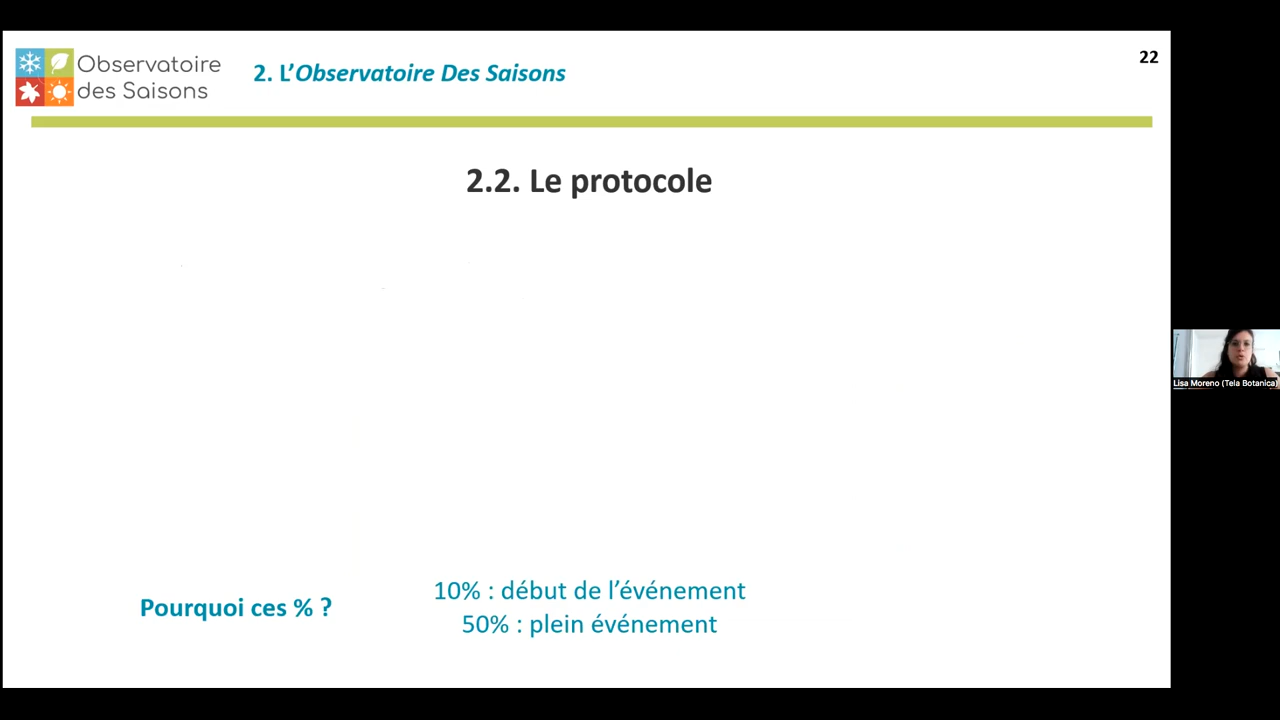 Observatoire
des Saisons
2. L’Observatoire Des Saisons
22
2.2. Le protocole
Lisa Moreno (Tela Botanica)
Pourquoi ces % ?
10% : début de l’événement
50% : plein événement